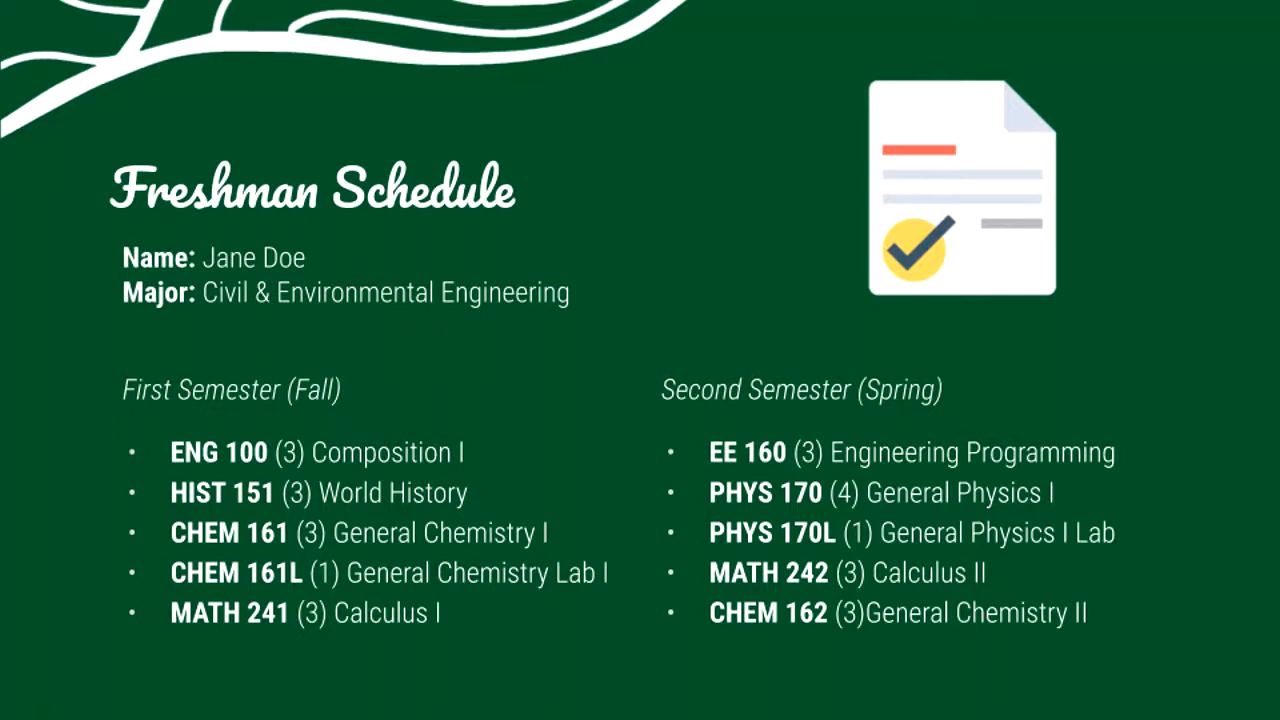 Freshman Schedule
Name: Jane Doe
Major: Civil & Environmental Engineering
First Semester (Fall)
• ENG 100 (3) Composition I
• HIST 151 (3) World History
• CHEM 161 (3) General Chemistry I
• CHEM 161L (1) General Chemistry Lab I
• MATH 241 (3) Calculus I
Second Semester (Spring)
• EE 160 (3) Engineering Programming
• PHYS 170 (4) General Physics I
• PHYS 170L (1) General Physics I Lab
• MATH 242 (3) Calculus II
• CHEM 162 (3)General Chemistry II